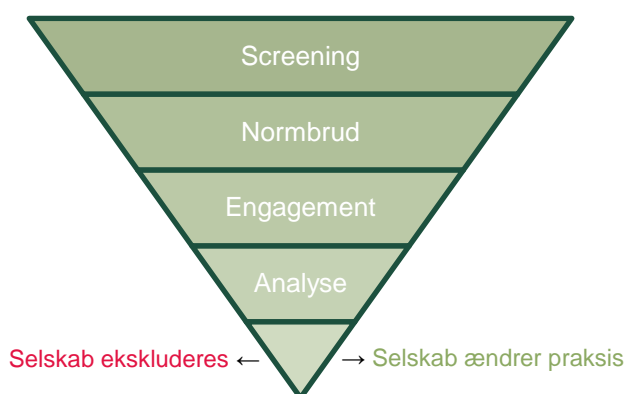 Screening
Normbrud
Engagement
Analyse
Selskab ekskluderes ← → Selskab ændrer praksis